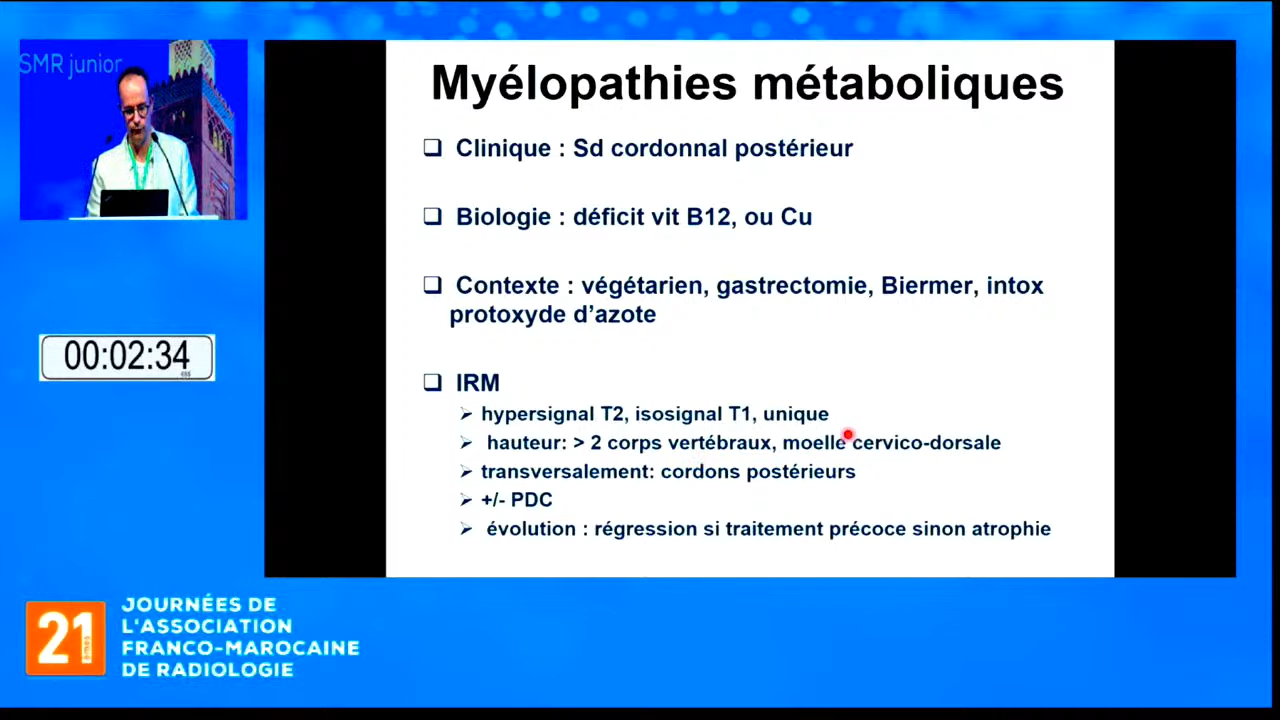 SMR junior
Myélopathies métaboliques
Clinique : Sd cordonnal postérieur
Biologie : déficit vit B12, ou Cu
Contexte : végétarien, gastrectomie, Biermer, intox
protoxyde d’azote
IRM
hypersignal T2, isosignal T1, unique
hauteur: > 2 corps vertébraux, moelle cervico-dorsale
transversalement: cordons postérieurs
+/- PDC
évolution : régression si traitement précoce sinon atrophie
00:02:34
21
èmes
JOURNÉES DE
L'ASSOCIATION
FRANCO-MAROCAINE
DE RADIOLOGIE